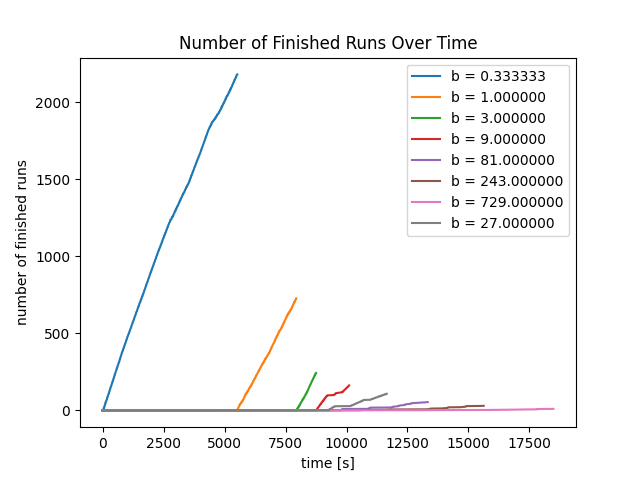 Number of Finished Runs Over Time
number of finished runs
2000
1500
1000
500
0
b = 0.333333
b = 1.000000
b = 3.000000
b = 9.000000
b = 81.000000
b = 243.000000
b = 729.000000
b = 27.000000
0 2500 5000 7500 10000 12500 15000 17500
time [s]